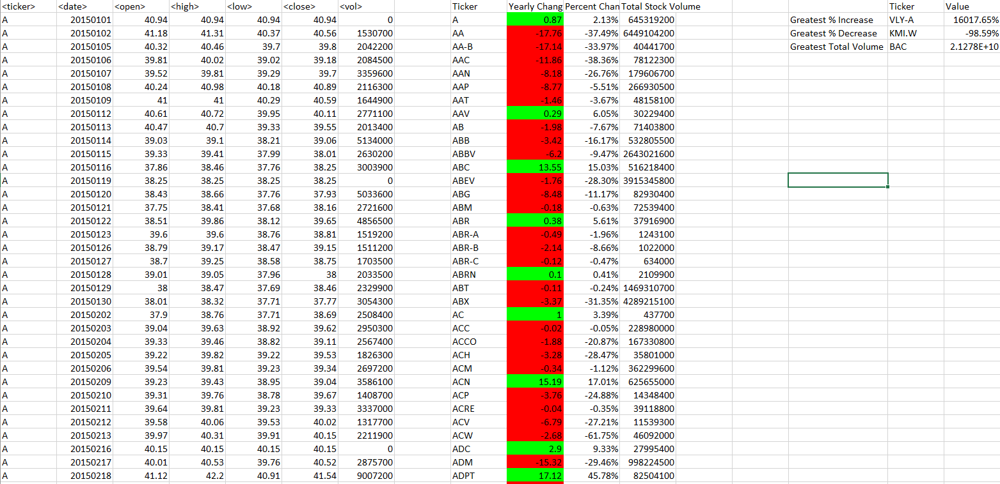 <ticker> <date> <open> <high> <low> <close> <vol> Ticker Yearly Chang Percent Chan Total Stock Volume Ticker Value
A 20150101 40.94 40.94 40.94 40.94 0 A 0.87 2.13% 645319200 Greatest % Increase VLY-A 16017.65%
A 20150102 41.18 41.31 40.37 40.56 1530700 AA -17.76 -37.49% 6449104200 Greatest % Decrease KMI.W -98.59%
A 20150105 40.32 40.46 39.7 39.8 2042200 AA-B -17.14 -33.97% 40441700 Greatest Total Volume BAC 2.1278E+10
A 20150106 39.81 40.02 39.02 39.18 2084500 AAC -11.86 -38.36% 78122300
A 20150107 39.52 39.81 39.29 39.7 3359600 AAN -8.18 -26.76% 179606700
A 20150108 40.24 40.98 40.18 40.89 2116300 AAP -8.77 -5.51% 266930500
A 20150109 41 41 40.29 40.59 1644900 AAT -1.46 -3.67% 48158100
A 20150112 40.61 40.72 39.95 40.11 2771100 AAV 0.29 6.05% 30229400
A 20150113 40.47 40.7 39.33 39.55 2013400 AB -1.98 -7.67% 71403800
A 20150114 39.03 39.1 38.21 39.06 5134000 ABB -3.42 -16.17% 532805500
A 20150115 39.33 39.41 37.99 38.01 2630200 ABBV -6.2 -9.47% 2643021600
A 20150116 37.86 38.46 37.76 38.25 3003900 ABC 13.55 15.03% 516218400
A 20150119 38.25 38.25 38.25 38.25 0 ABEV -1.76 -28.30% 3915345800
A 20150120 38.43 38.66 37.76 37.93 5033600 ABG -8.48 -11.17% 82930400
A 20150121 37.75 38.41 37.68 38.16 2721600 ABM -0.18 -0.63% 72539400
A 20150122 38.51 39.86 38.12 39.65 4856500 ABR 0.38 5.61% 37916900
A 20150123 39.6 39.6 38.76 38.81 1519200 ABR-A -0.49 -1.96% 1243100
A 20150126 38.79 39.17 38.47 39.15 1511200 ABR-B -2.14 -8.66% 1022000
A 20150127 38.7 39.25 38.58 38.75 1703500 ABR-C -0.12 -0.47% 634000
A 20150128 39.01 39.05 37.96 38 2033500 ABRN 0.1 0.41% 2109900
A 20150129 38 38.47 37.69 38.46 2329900 ABT -0.11 -0.24% 1469310700
A 20150130 38.01 38.32 37.71 37.77 3054300 ABX -3.37 -31.35% 4289215100
A 20150202 37.9 38.76 37.71 38.69 2508400 AC 1 3.39% 437700
A 20150203 39.04 39.63 38.92 39.62 2950300 ACC -0.02 -0.05% 228980000
A 20150204 39.33 39.46 38.82 39.11 2567400 ACCO -1.88 -20.87% 167330800
A 20150205 39.22 39.82 39.22 39.53 1826300 ACH -3.28 -28.47% 35801000
A 20150206 39.54 39.81 39.23 39.34 2697200 ACM -0.34 -1.12% 362299600
A 20150209 39.23 39.43 38.95 39.04 3586100 ACN 15.19 17.01% 625655000
A 20150210 39.31 39.76 38.78 39.67 1408700 ACP -3.76 -24.88% 14348400
A 20150211 39.64 39.81 39.23 39.33 3337000 ACRE -0.04 -0.35% 39118800
A 20150212 39.58 40.06 39.53 40.02 1317700 ACV -6.79 -27.21% 11539300
A 20150213 39.97 40.31 39.91 40.15 2211900 ACW -2.68 -61.75% 46092000
A 20150216 40.15 40.15 40.15 40.15 0 ADC 2.9 9.33% 27995400
A 20150217 40.01 40.53 39.76 40.52 2875700 ADM -15.32 -29.46% 998224500
A 20150218 41.12 42.2 40.91 41.54 9007200 ADPT 17.12 45.78% 82504100